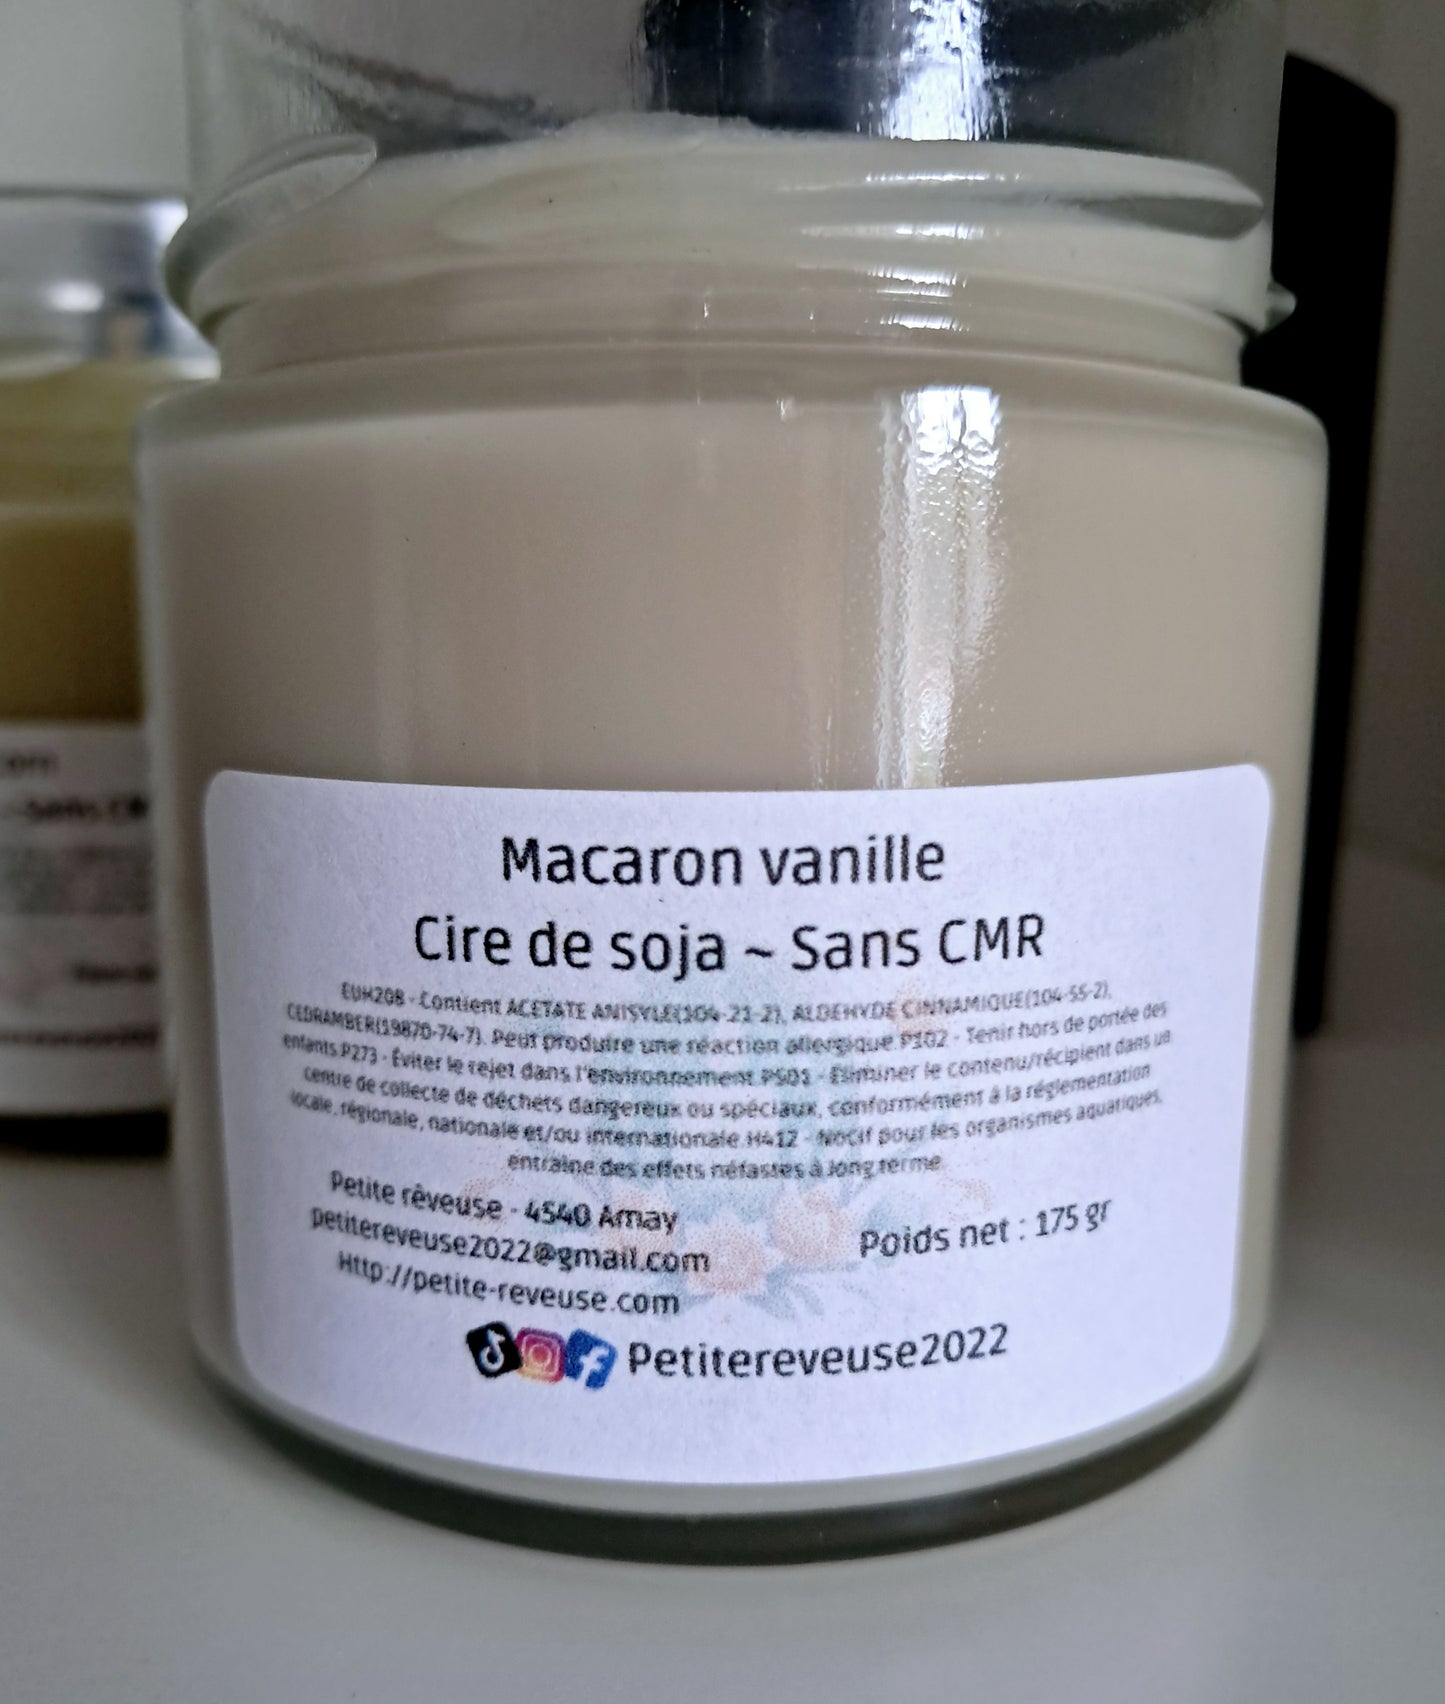 Macaron vanille
Cire de soja ~ Sans CMR
EUH208 - Contient ACETATE ANISYLE(104-21-2), ALDEHYDE CINNAMIQUE(104-55-2),
CEDRAMBER(19870-74-7). Peut produire une réaction allergique P102 - Tenir hors de portée des
enfants P273 - Éviter le rejet dans l'environnement P501 - Éliminer le contenu/récipient dans un
centre de collecte de déchets dangereux ou spéciaux, conformément à la réglementation
locale, régionale, nationale et/ou internationale H412 - Nocif pour les organismes aquatiques,
entraîne des effets néfastes à long terme
Petite rêveuse - 4540 Amay
petitereveuse2022@gmail.com
Http://petite-reveuse.com
Poids net : 175 gr
Petitereveuse2022
- Sans CM